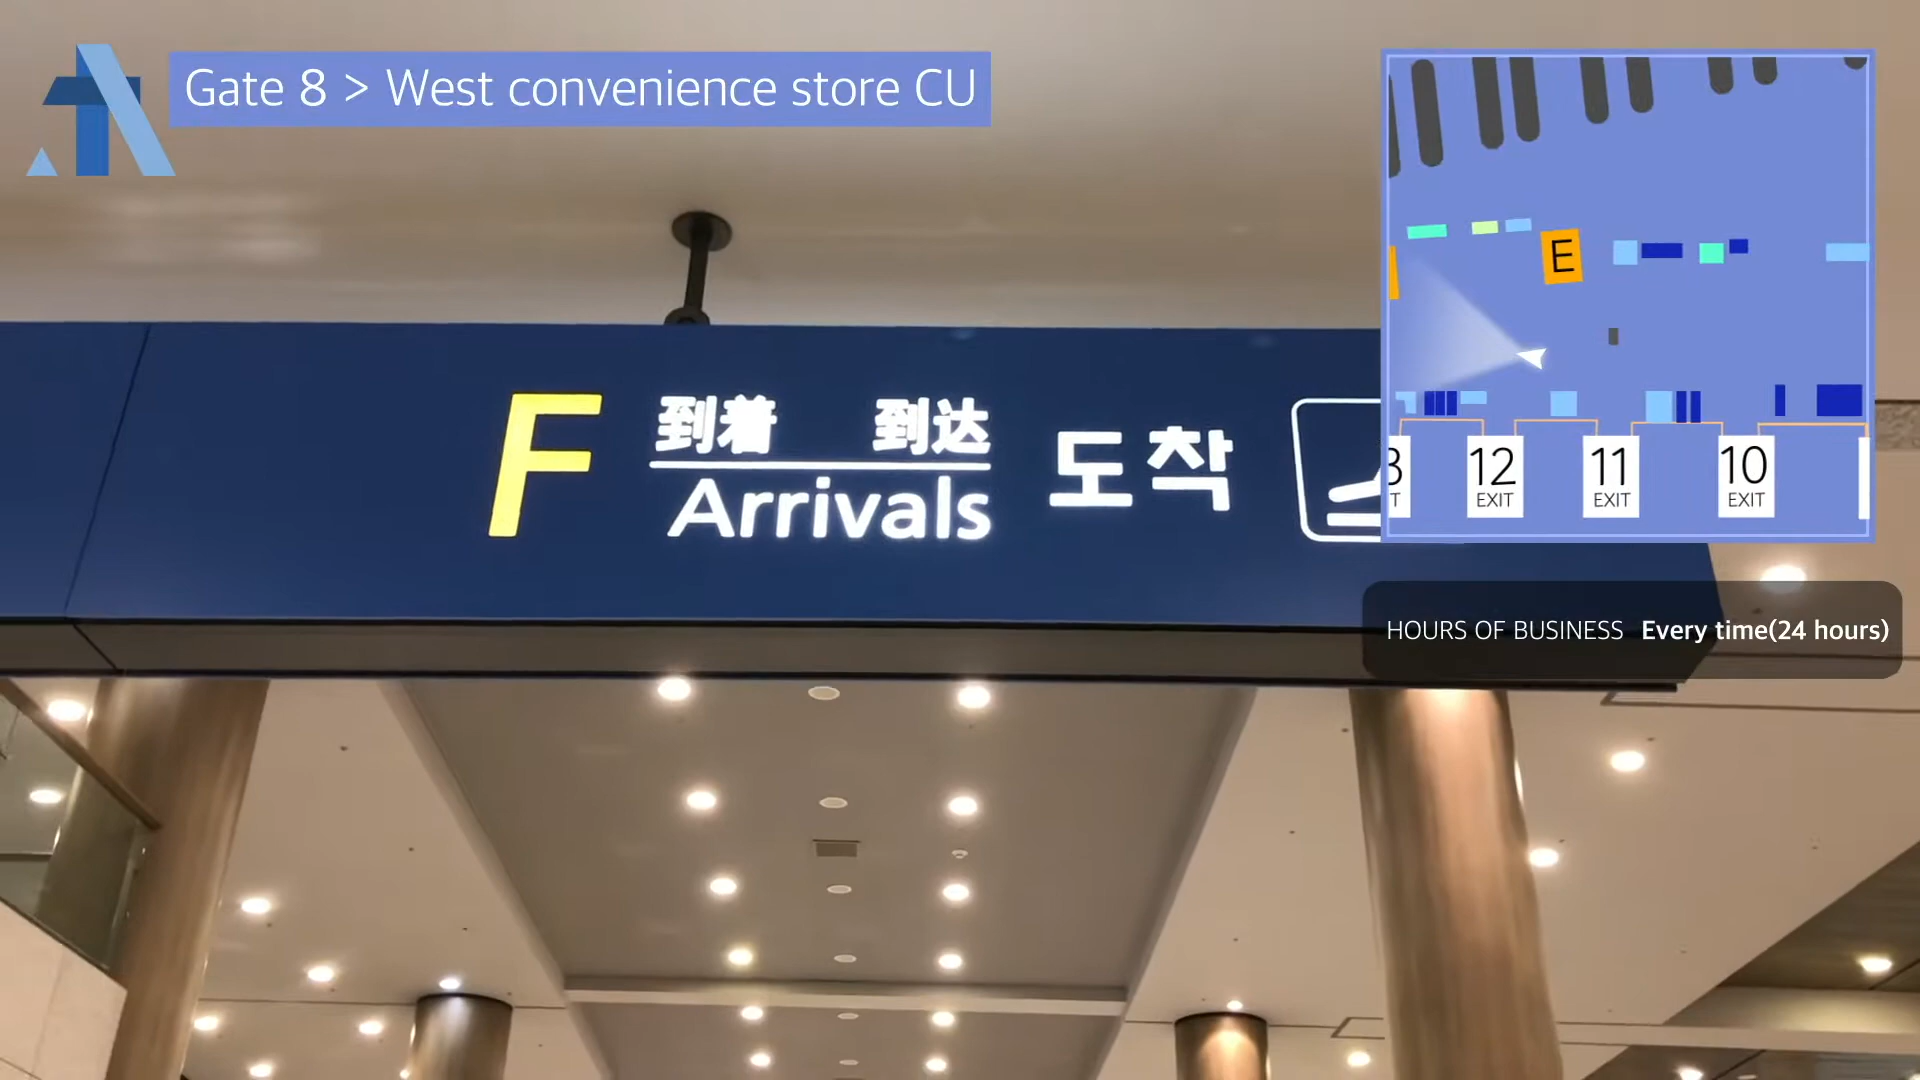 Gate 8 > West convenience store CU
F
到着 到达
Arrivals
도착
E
12
EXIT
11
EXIT
10
EXIT
HOURS OF BUSINESS Every time(24 hours)